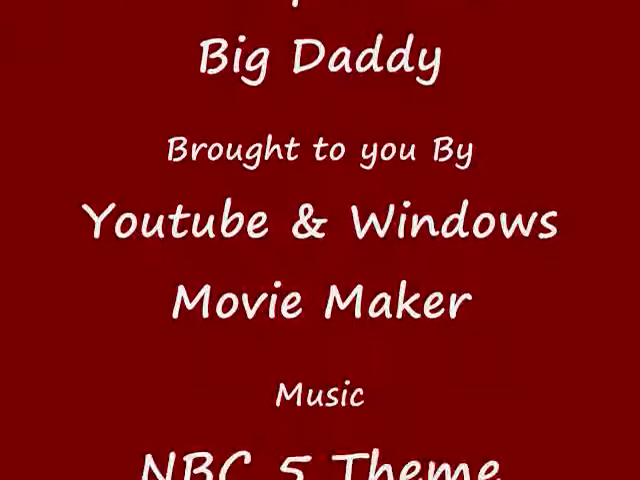 Big Daddy
Brought to you By
Youtube & Windows
Movie Maker
Music
NBC 5 Theme